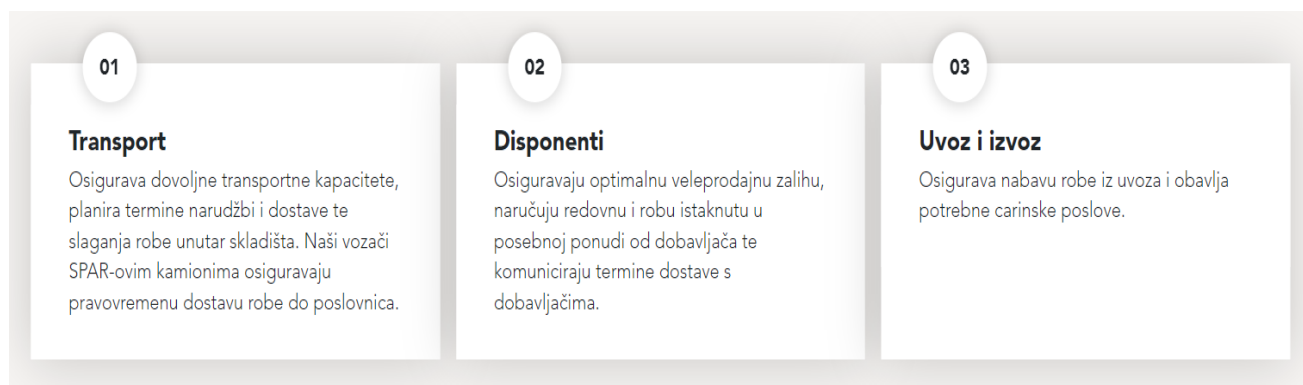 01
Transport
Osigurava dovoljne transportne kapacitete,
planira termine narudžbi i dostave te
slaganja robe unutar skladišta. Naši vozači
SPAR-ovim kamionima osiguravaju
pravovremenu dostavu robe do poslovnica.
02
Disponenti
Osiguravaju optimalnu veleprodajnu zalihu,
naručuju redovnu i robu istaknutu u
posebnoj ponudi od dobavljača te
komuniciraju termine dostave s
dobavljačima.
03
Uvoz i izvoz
Osigurava nabavu robe iz uvoza i obavlja
potrebne carinske poslove.